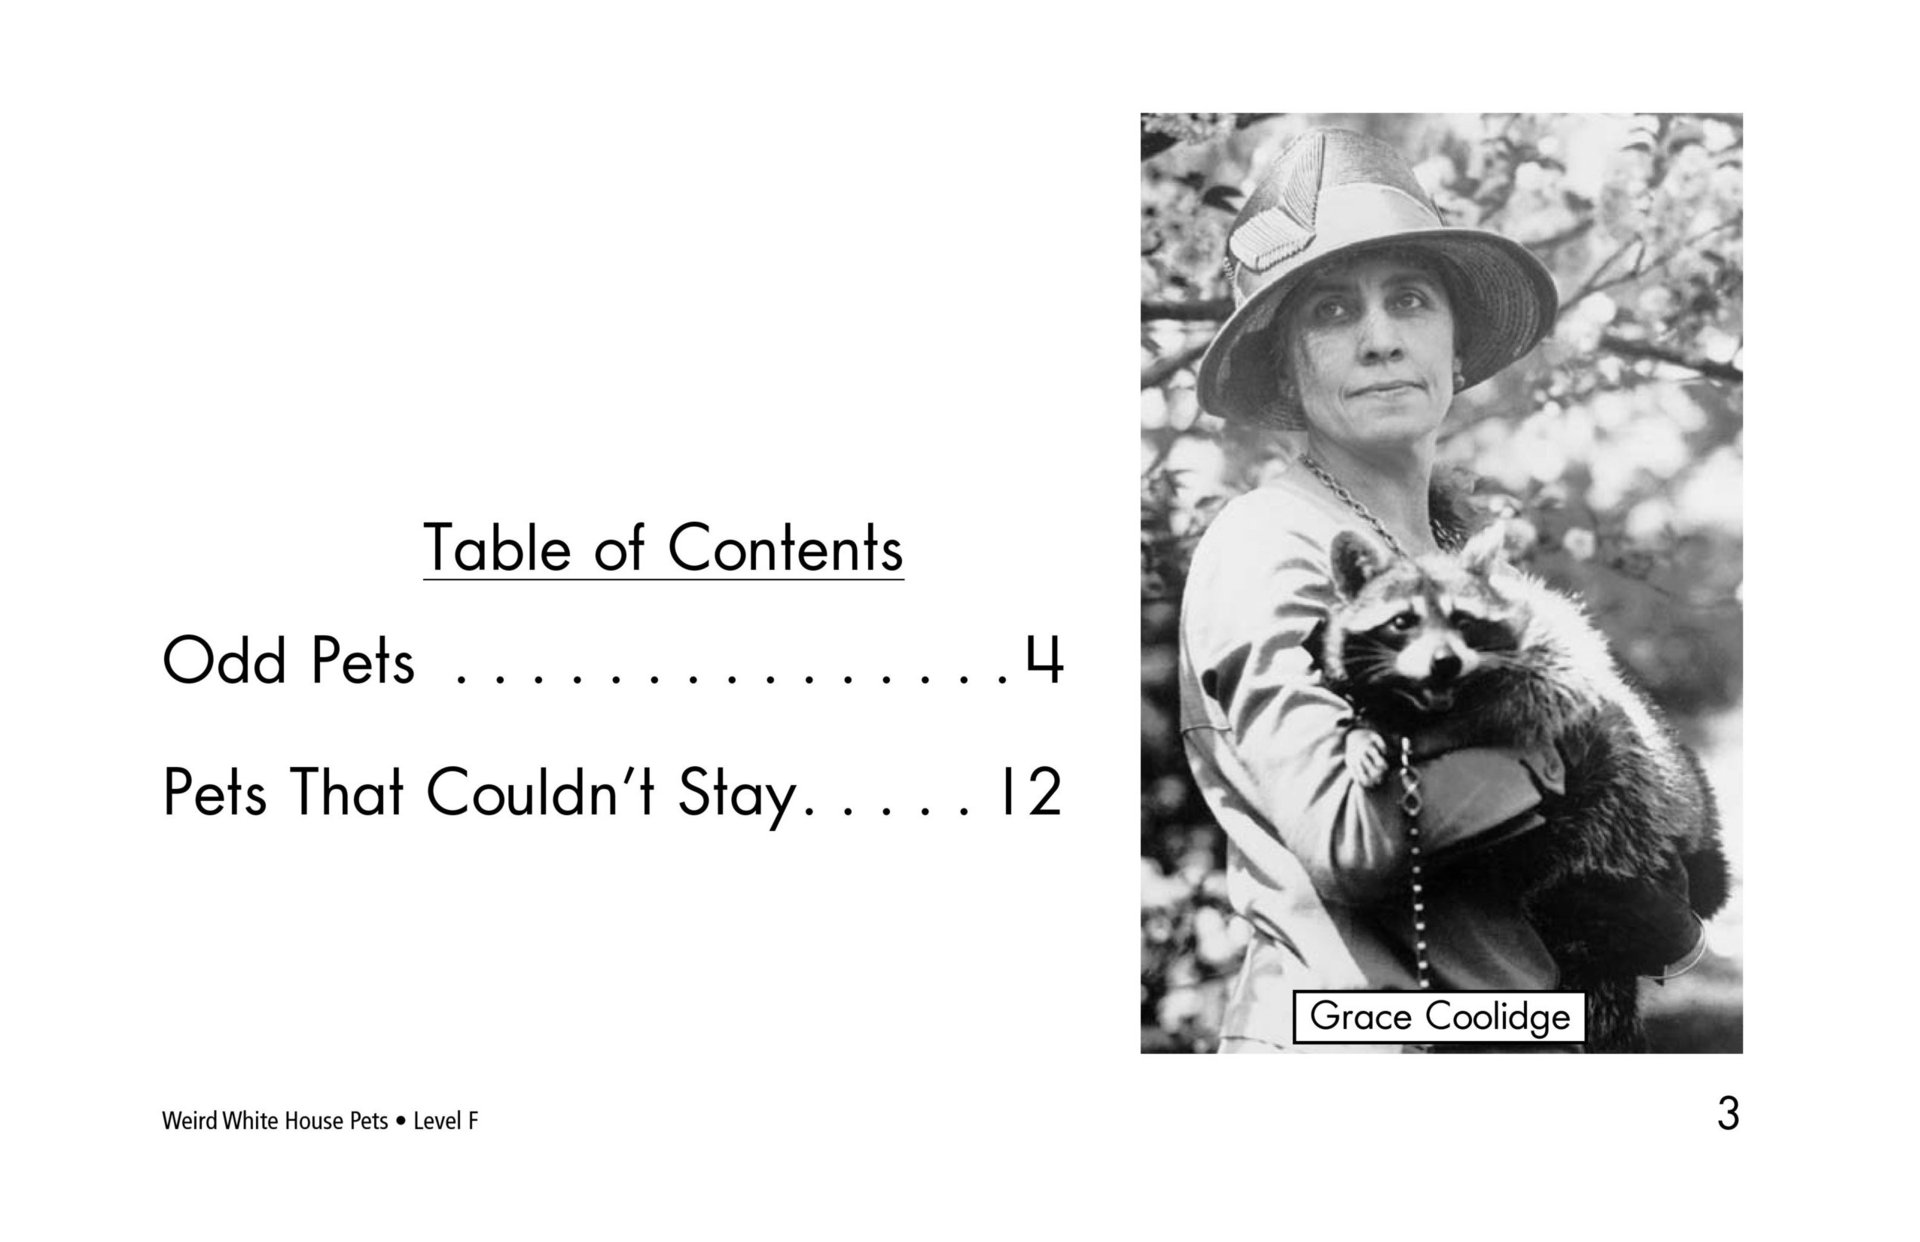 Table of Contents
Odd Pets . . . . . . . . . . . . . . . 4
Pets That Couldn't Stay. . . . . 12
Grace Coolidge
Weird White House Pets • Level F
3